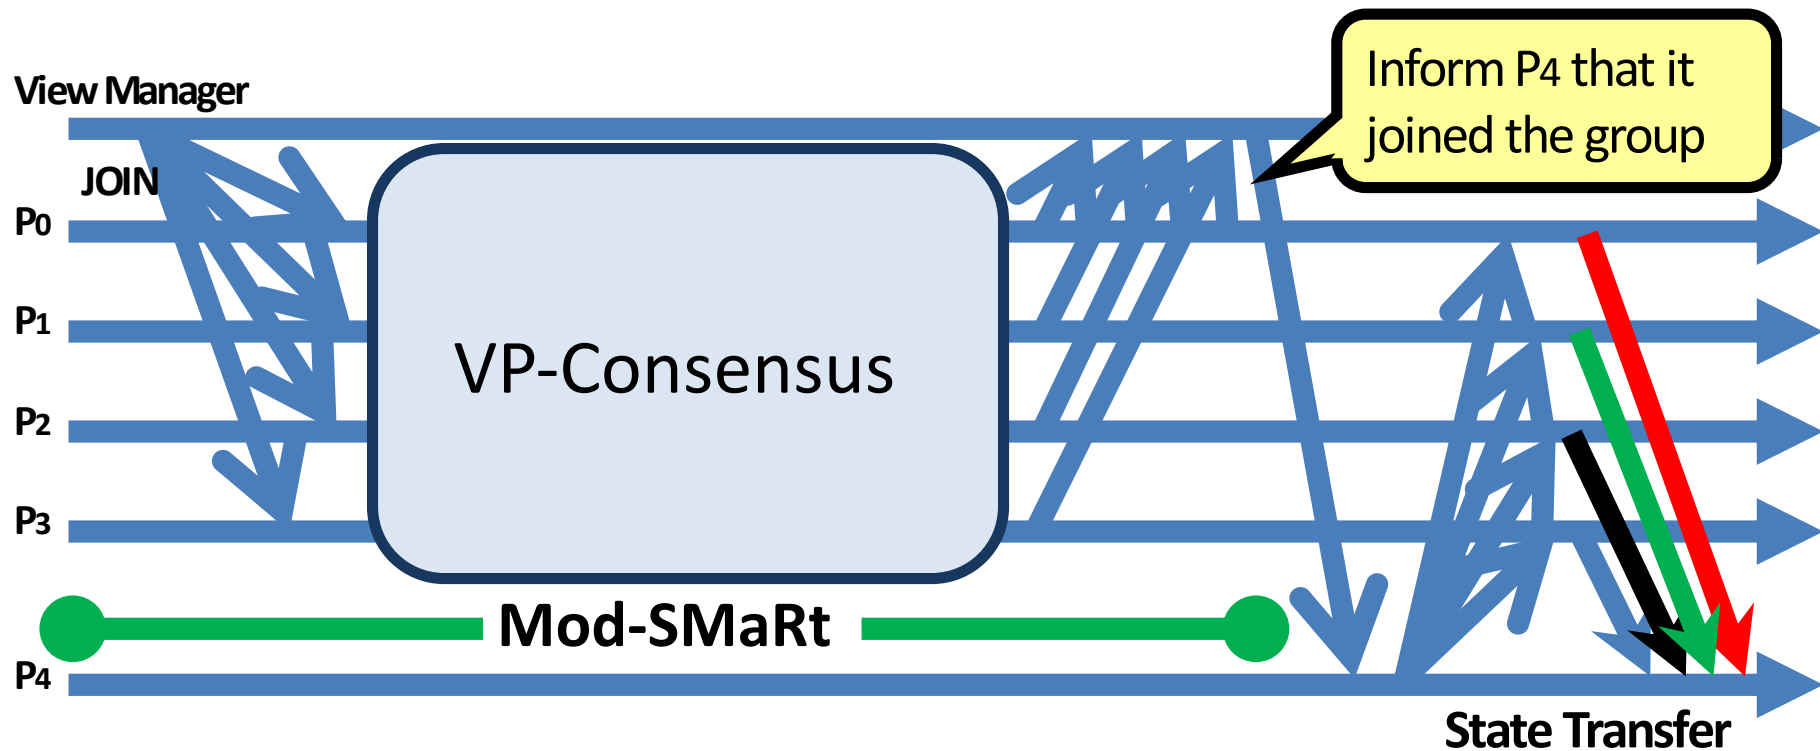 View Manager
Inform P4 that it
joined the group
JOIN
P0
P1
VP-Consensus
P2
P3
Mod-SMaRt
P4
State Transfer